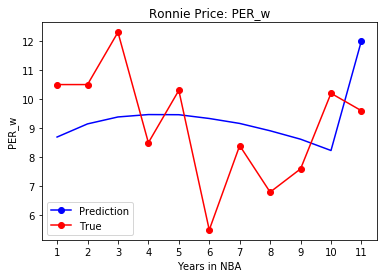 Ronnie Price: PER_w
12
11
10
9
8
7
6
PER_w
Prediction
True
1 2 3 4 5 6 7 8 9 10 11
Years in NBA